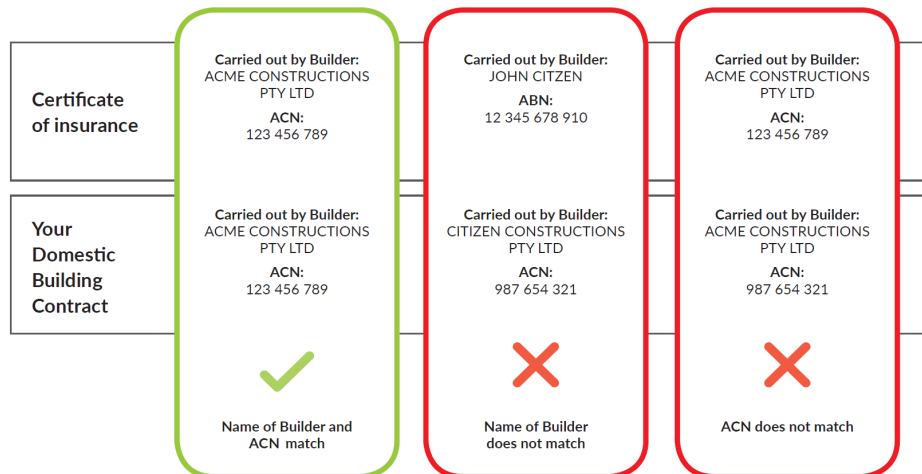 Certificate
of insurance
Carried out by Builder:
ACME CONSTRUCTIONS
PTY LTD
ACN:
123 456 789
Carried out by Builder:
JOHN CITZEN
ABN:
12 345 678 910
Carried out by Builder:
ACME CONSTRUCTIONS
PTY LTD
ACN:
123 456 789
Your
Domestic
Building
Contract
Carried out by Builder:
ACME CONSTRUCTIONS
PTY LTD
ACN:
123 456 789
Carried out by Builder:
CITIZEN CONSTRUCTIONS
PTY LTD
ACN:
987 654 321
Carried out by Builder:
ACME CONSTRUCTIONS
PTY LTD
ACN:
987 654 321
Name of Builder and
ACN match
Name of Builder
does not match
ACN does not match